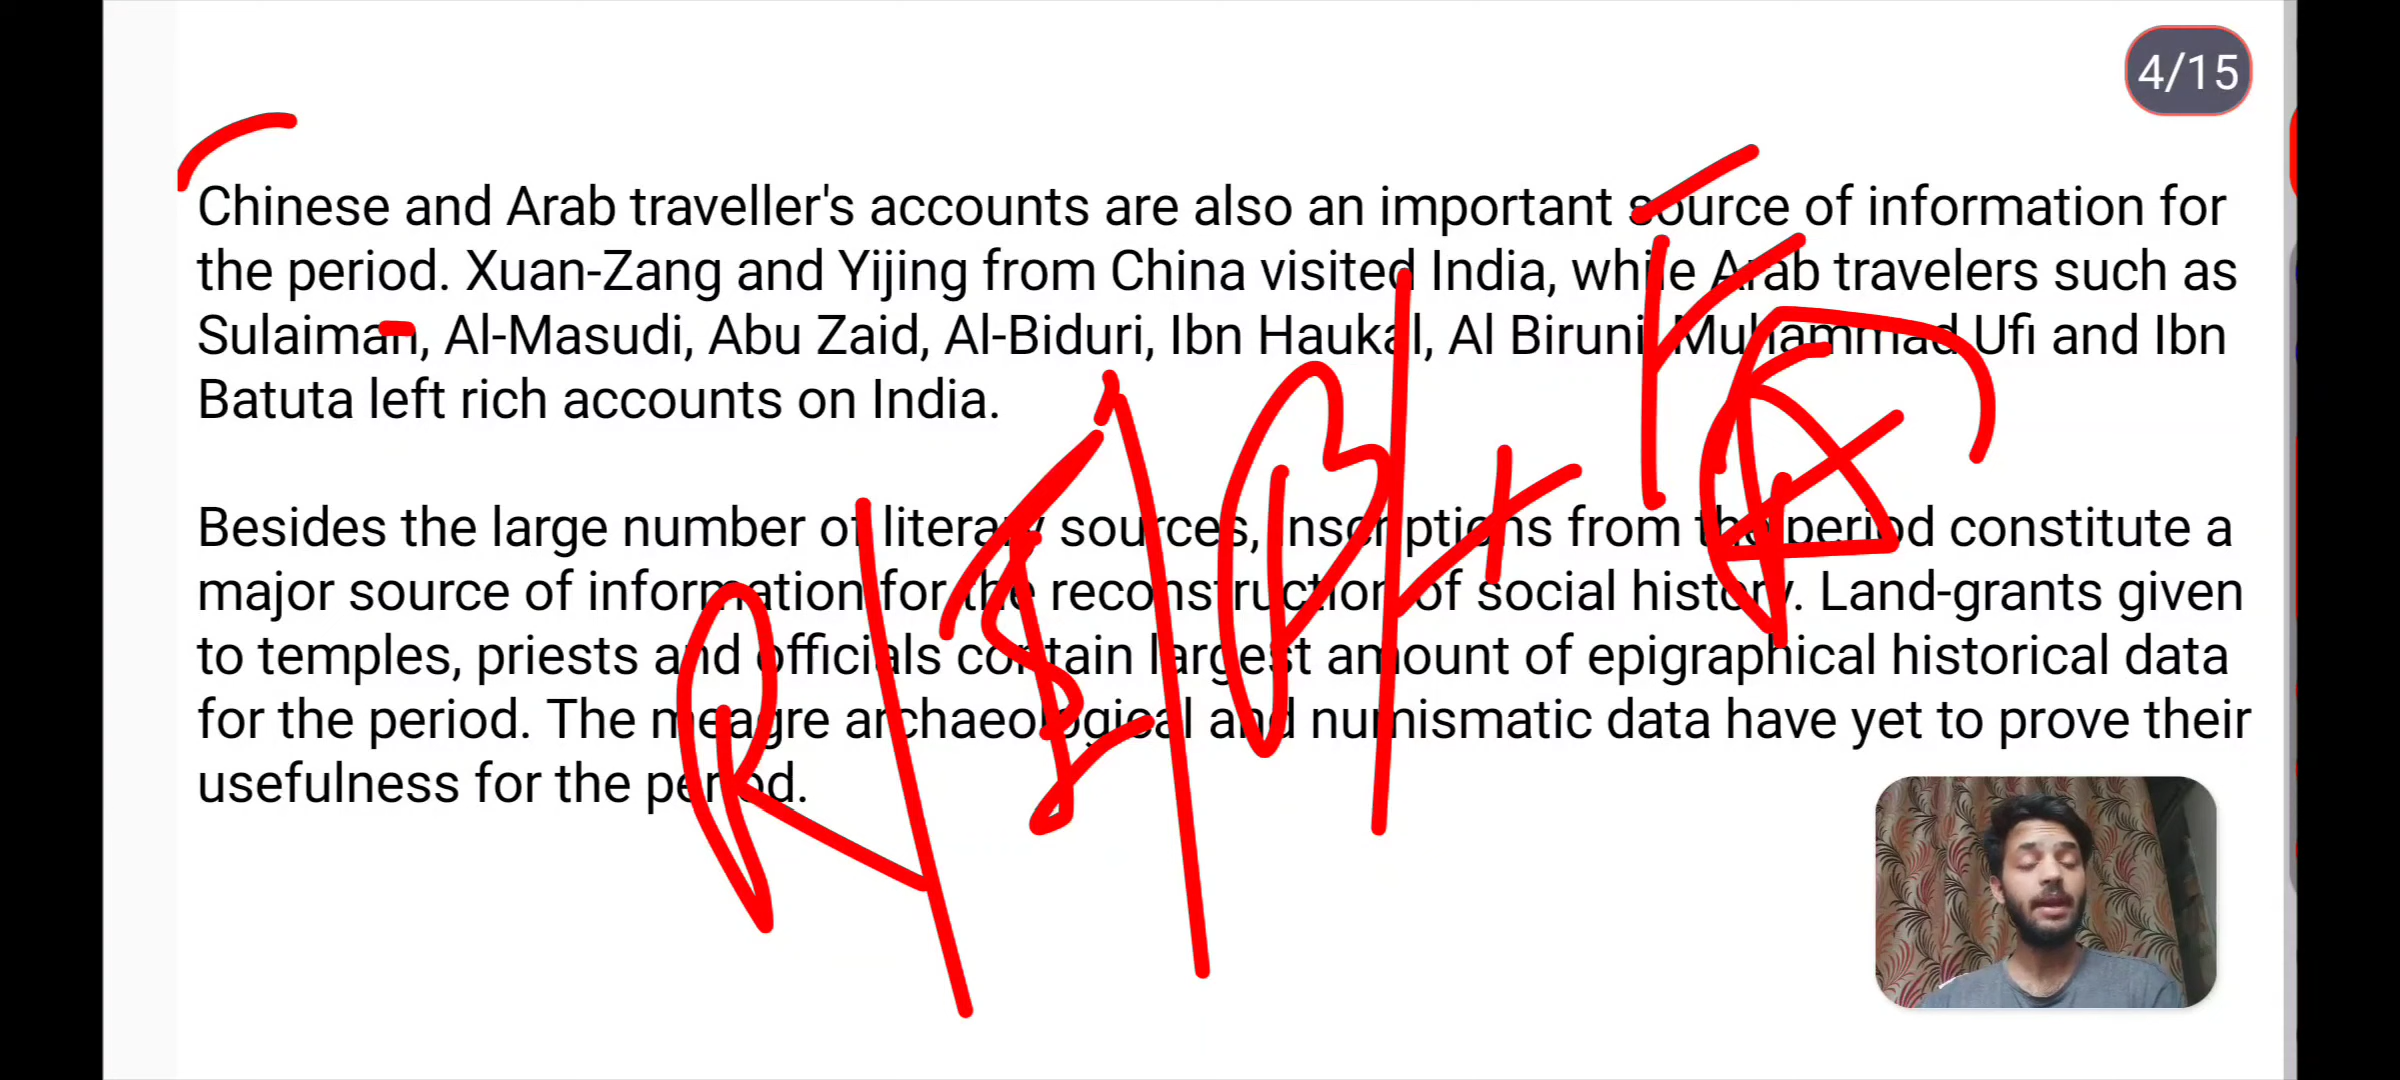 4/15
Chinese and Arab traveller's accounts are also an important source of information for
the period. Xuan-Zang and Yijing from China visited India, while Arab travelers such as
Sulaiman, Al-Masudi, Abu Zaid, Al-Biduri, Ibn Haukal, Al Biruni, Muhammad Ufi and Ibn
Batuta left rich accounts on India.
Besides the large number of literary sources, inscriptions from the period constitute a
major source of information for the reconstruction of social history. Land-grants given
to temples, priests and officials contain largest amount of epigraphical historical data
for the period. The meagre archaeological and numismatic data have yet to prove their
usefulness for the period.